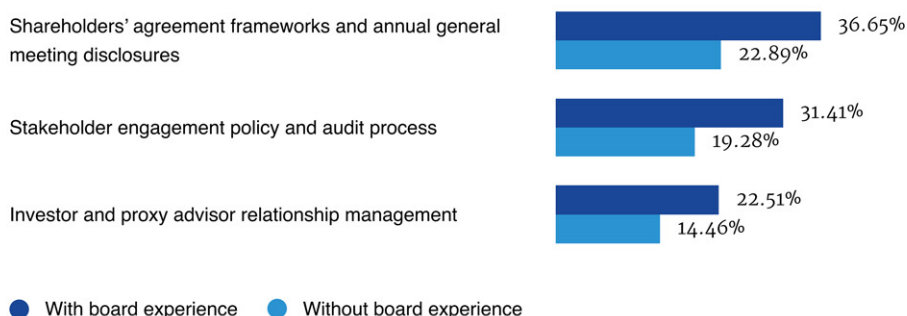 Shareholders’ agreement frameworks and annual general
meeting disclosures
36.65%
22.89%
Stakeholder engagement policy and audit process
31.41%
19.28%
Investor and proxy advisor relationship management
22.51%
14.46%
With board experience Without board experience